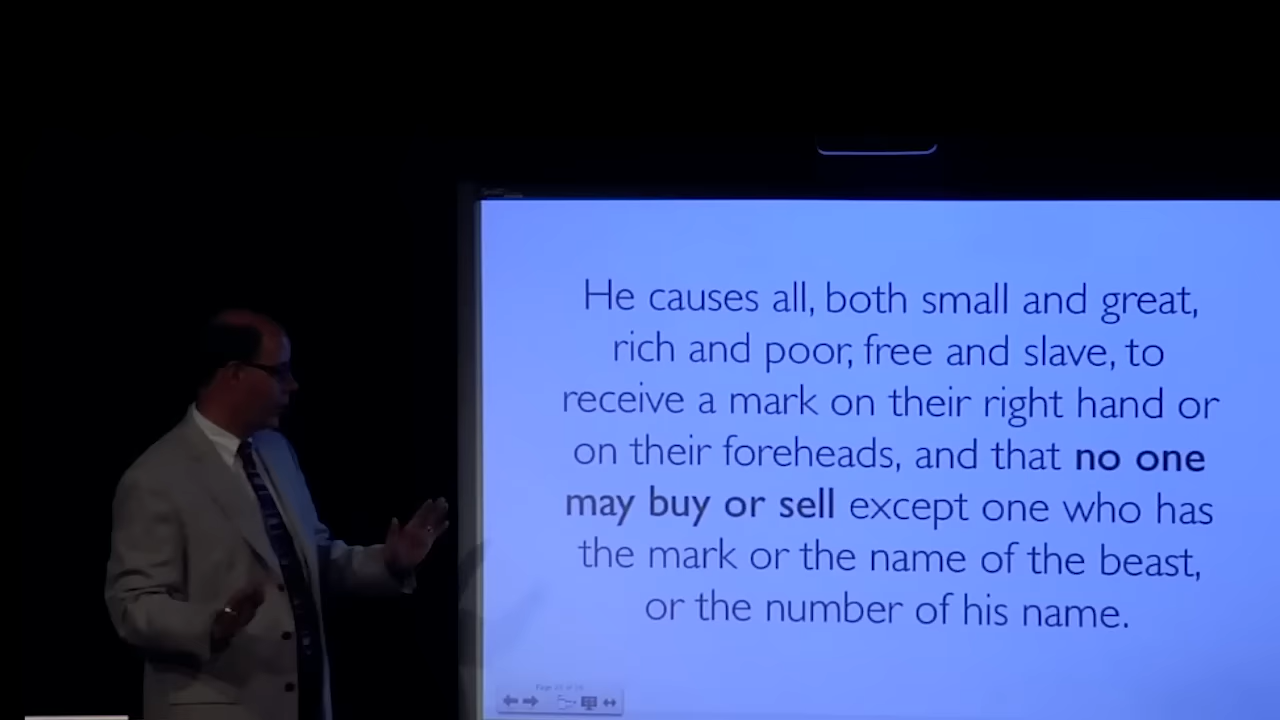 He causes all, both small and great,
rich and poor, free and slave, to
receive a mark on their right hand or
on their foreheads, and that no one
may buy or sell except one who has
the mark or the name of the beast,
or the number of his name.